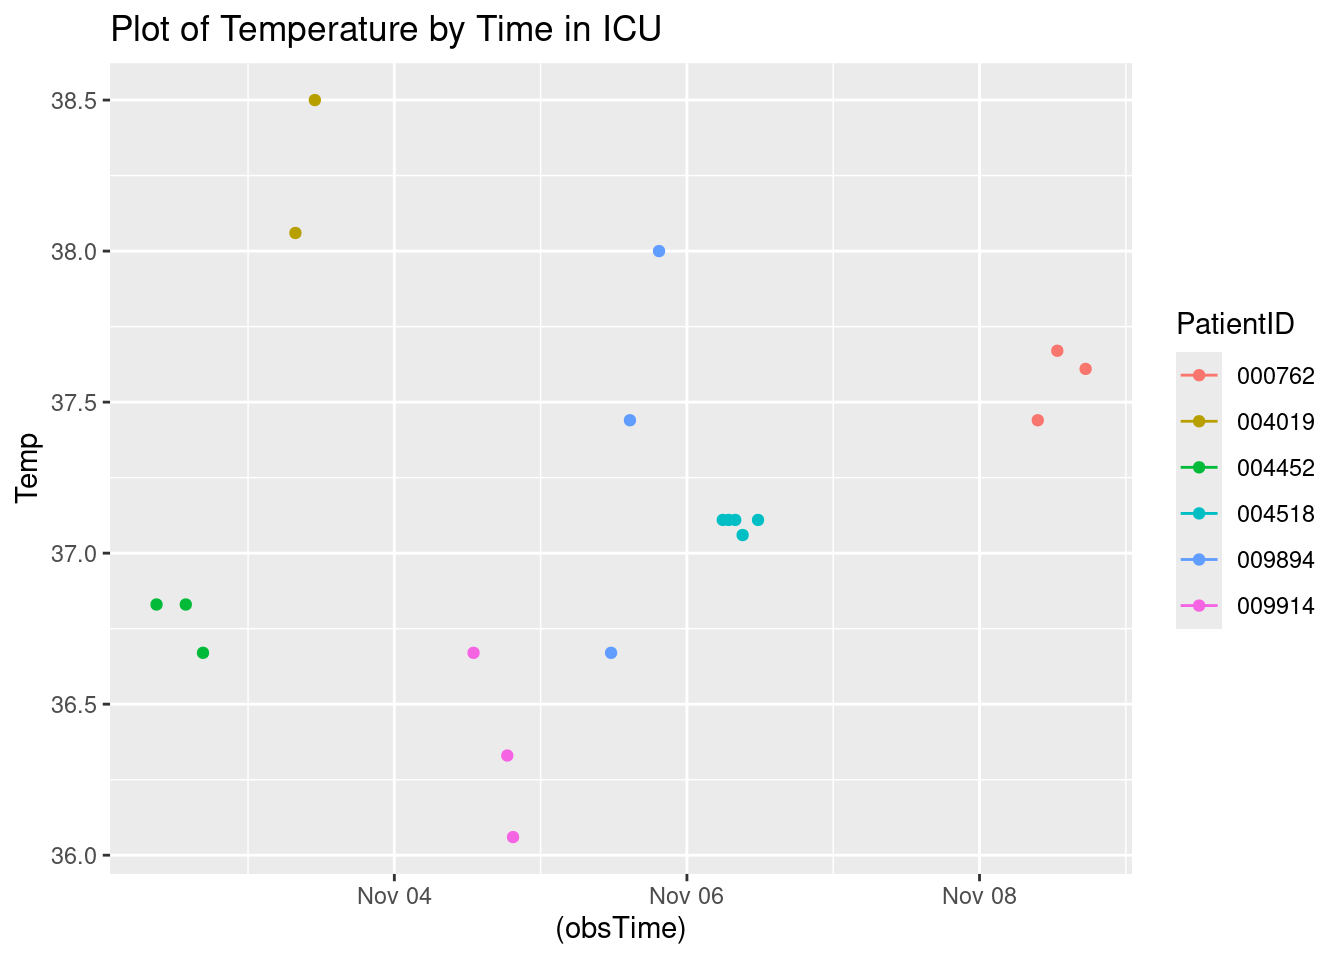 Plot of Temperature by Time in ICU
38.5
38.0
37.5
37.0
36.5
36.0
Temp
Nov 04
Nov 06
Nov 08
(obsTime)
PatientID
000762
004019
004452
004518
009894
009914